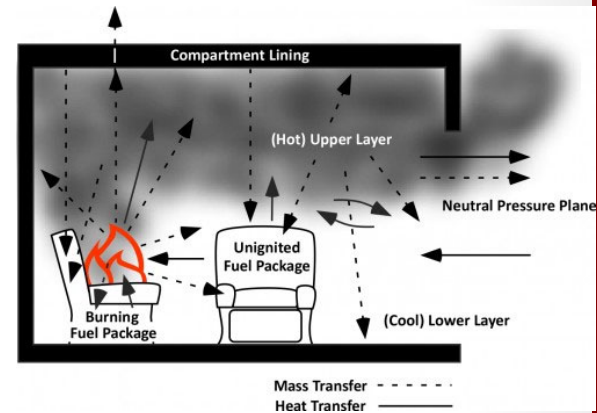 Compartment Lining
(Hot) Upper Layer
Neutral Pressure Plane
Unignited
Fuel Package
(Cool) Lower Layer
Burning
Fuel Package
Mass Transfer
Heat Transfer